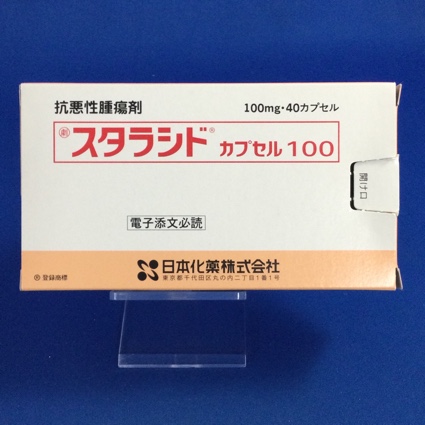 抗悪性腫瘍剤
100mg・40カプセル
劇 スタラシド® カプセル100
開け口
電子添文必読
日本化薬株式会社
東京都千代田区丸の内二丁目1番1号
® 登録商標